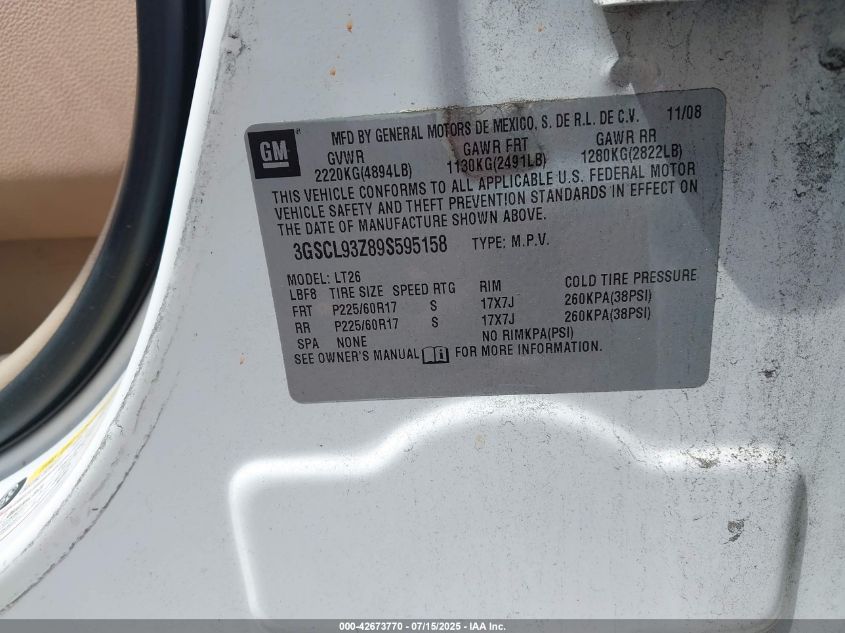 GM
MFD BY GENERAL MOTORS DE MEXICO, S. DE R.L. DE C.V. 11/08
GVWR GAWR FRT GAWR RR
2220KG(4894LB) 1130KG(2491LB) 1280KG(2822LB)
THIS VEHICLE CONFORMS TO ALL APPLICABLE U.S. FEDERAL MOTOR
VEHICLE SAFETY AND THEFT PREVENTION STANDARDS IN EFFECT ON
THE DATE OF MANUFACTURE SHOWN ABOVE.
3GSCL93Z89S595158 TYPE: M.P.V.
MODEL: LT26
LBF8 TIRE SIZE SPEED RTG RIM COLD TIRE PRESSURE
FRT P225/60R17 S 17X7J 260KPA(38PSI)
RR P225/60R17 S 17X7J 260KPA(38PSI)
SPA NONE NO RIMKPA(PSI)
SEE OWNER'S MANUAL FOR MORE INFORMATION.
000-42673770 - 07/15/2025 - IAA Inc.